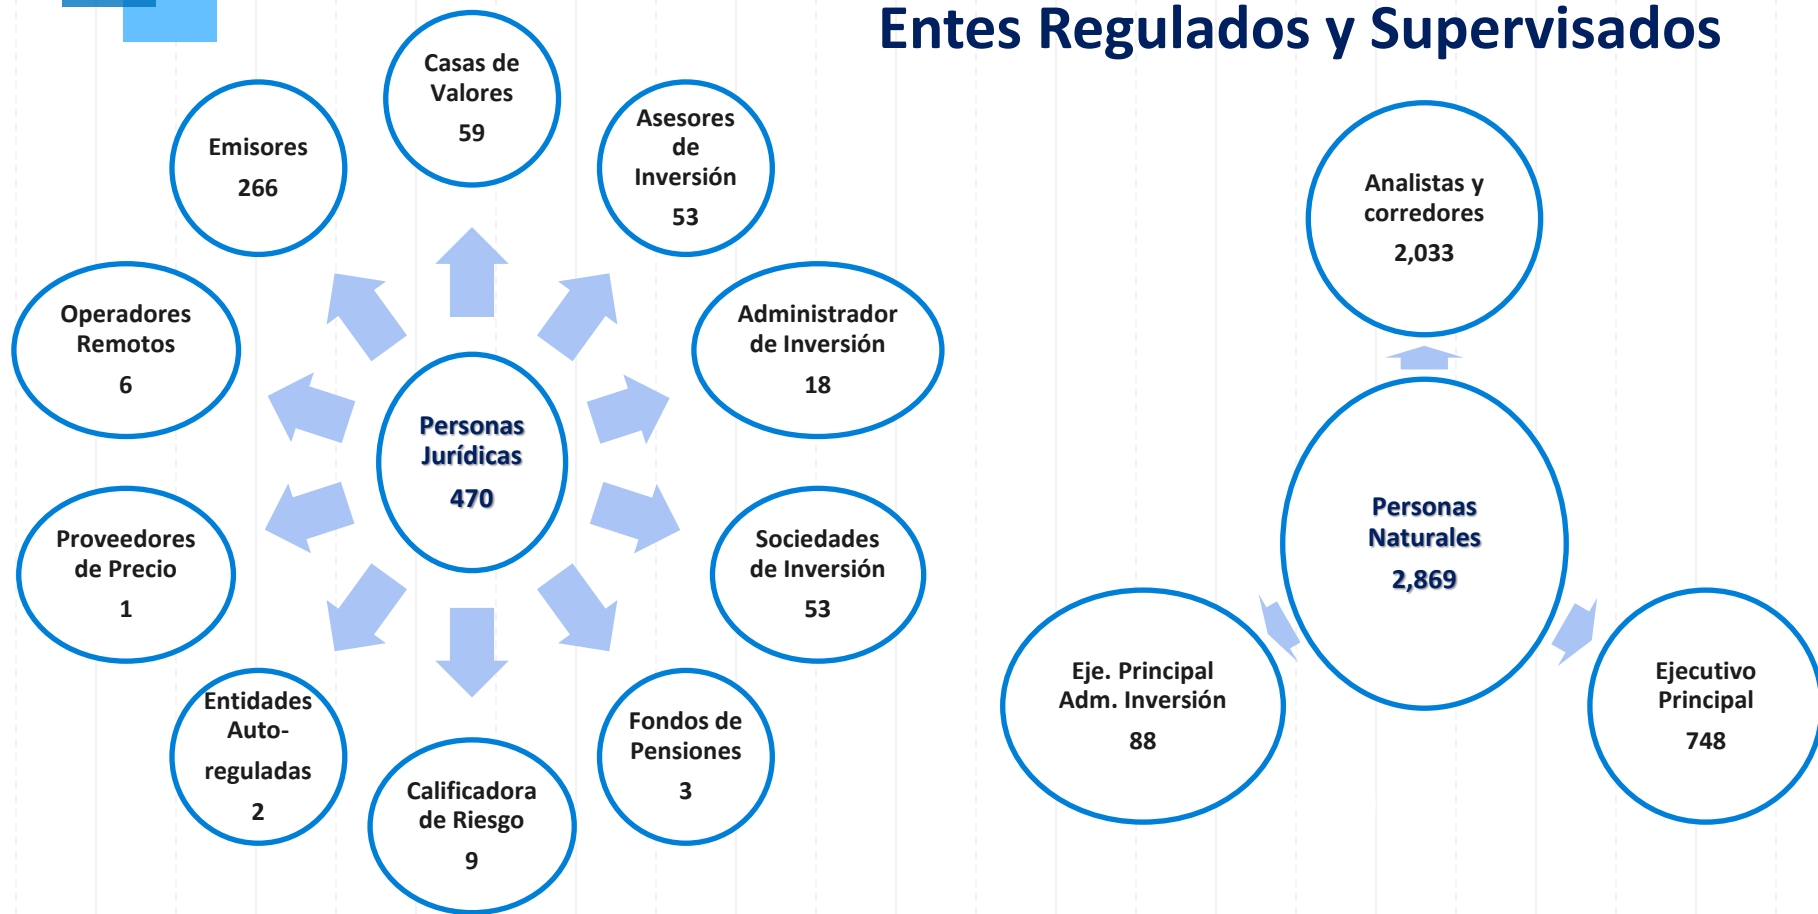 Entes Regulados y Supervisados
Casas de
Valores
59
Asesores
de
Inversión
53
Administrador
de Inversión
18
Sociedades
de Inversión
53
Fondos de
Pensiones
3
Calificadora
de Riesgo
9
Entidades
Auto-
reguladas
2
Proveedores
de Precio
1
Operadores
Remotos
6
Emisores
266
Personas
Jurídicas
470
Analistas y
corredores
2,033
Personas
Naturales
2,869
Eje. Principal
Adm. Inversión
88
Ejecutivo
Principal
748